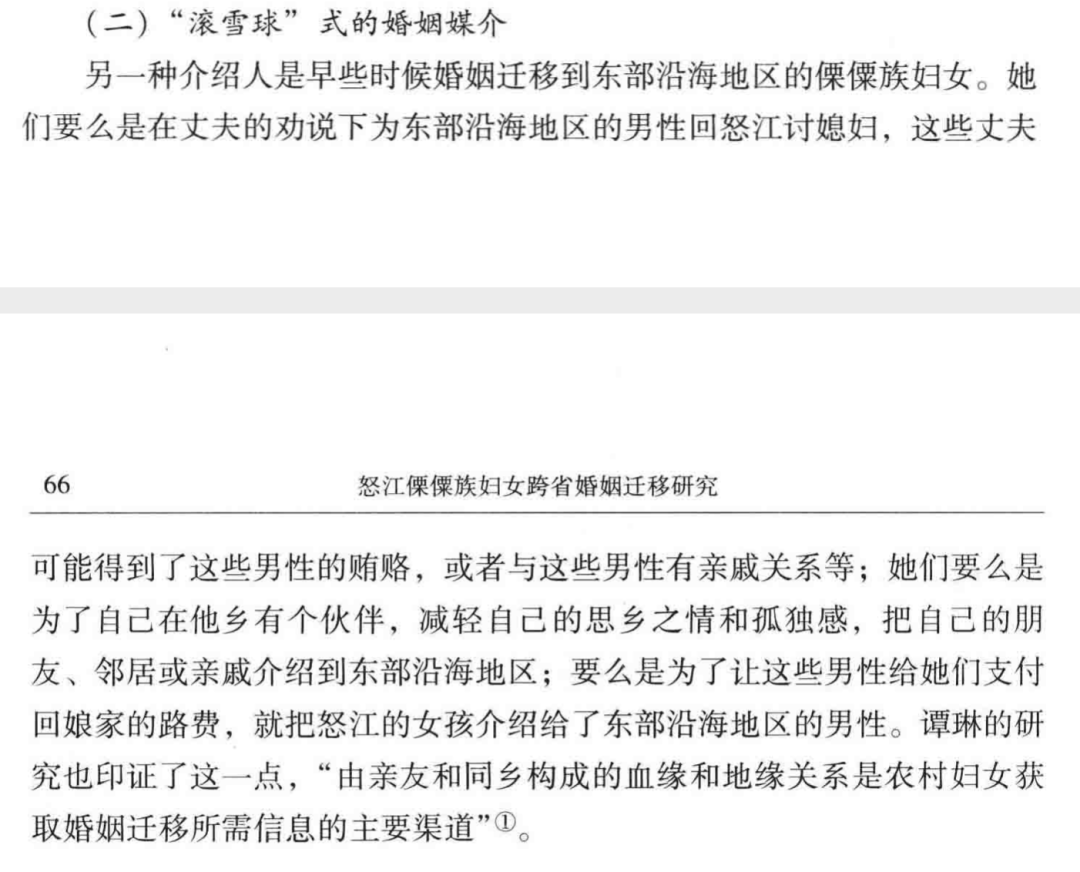 （二）“滚雪球”式的婚姻媒介
另一种介绍人是早些时候婚姻迁移到东部沿海地区的傈僳族妇女。她
们要么是在丈夫的劝说下为东部沿海地区的男性回怒江讨媳妇，这些丈夫
66 怒江傈僳族妇女跨省婚姻迁移研究
可能得到了这些男性的贿赂，或者与这些男性有亲戚关系等；她们要么是
为了自己在他乡有个伙伴，减轻自己的思乡之情和孤独感，把自己的朋
友、邻居或亲戚介绍到东部沿海地区；要么是为了让这些男性给她们支付
回娘家的路费，就把怒江的女孩介绍给了东部沿海地区的男性。谭琳的研
究也印证了这一点，“由亲友和同乡构成的血缘和地缘关系是农村妇女获
取婚姻迁移所需信息的主要渠道”①。